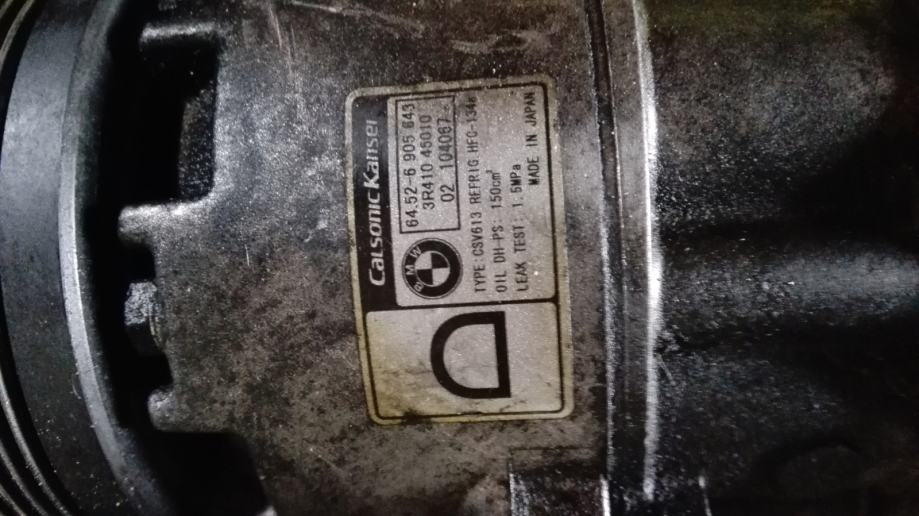 CalsonicKansei
BMW
64.52-6 905 643
3R410 45010
02 104067
TYPE:CSV613 REFRIG HFC-134a
OIL DH-PS: 150cm³
LEAK TEST: 1.5MPa
MADE IN JAPAN
D